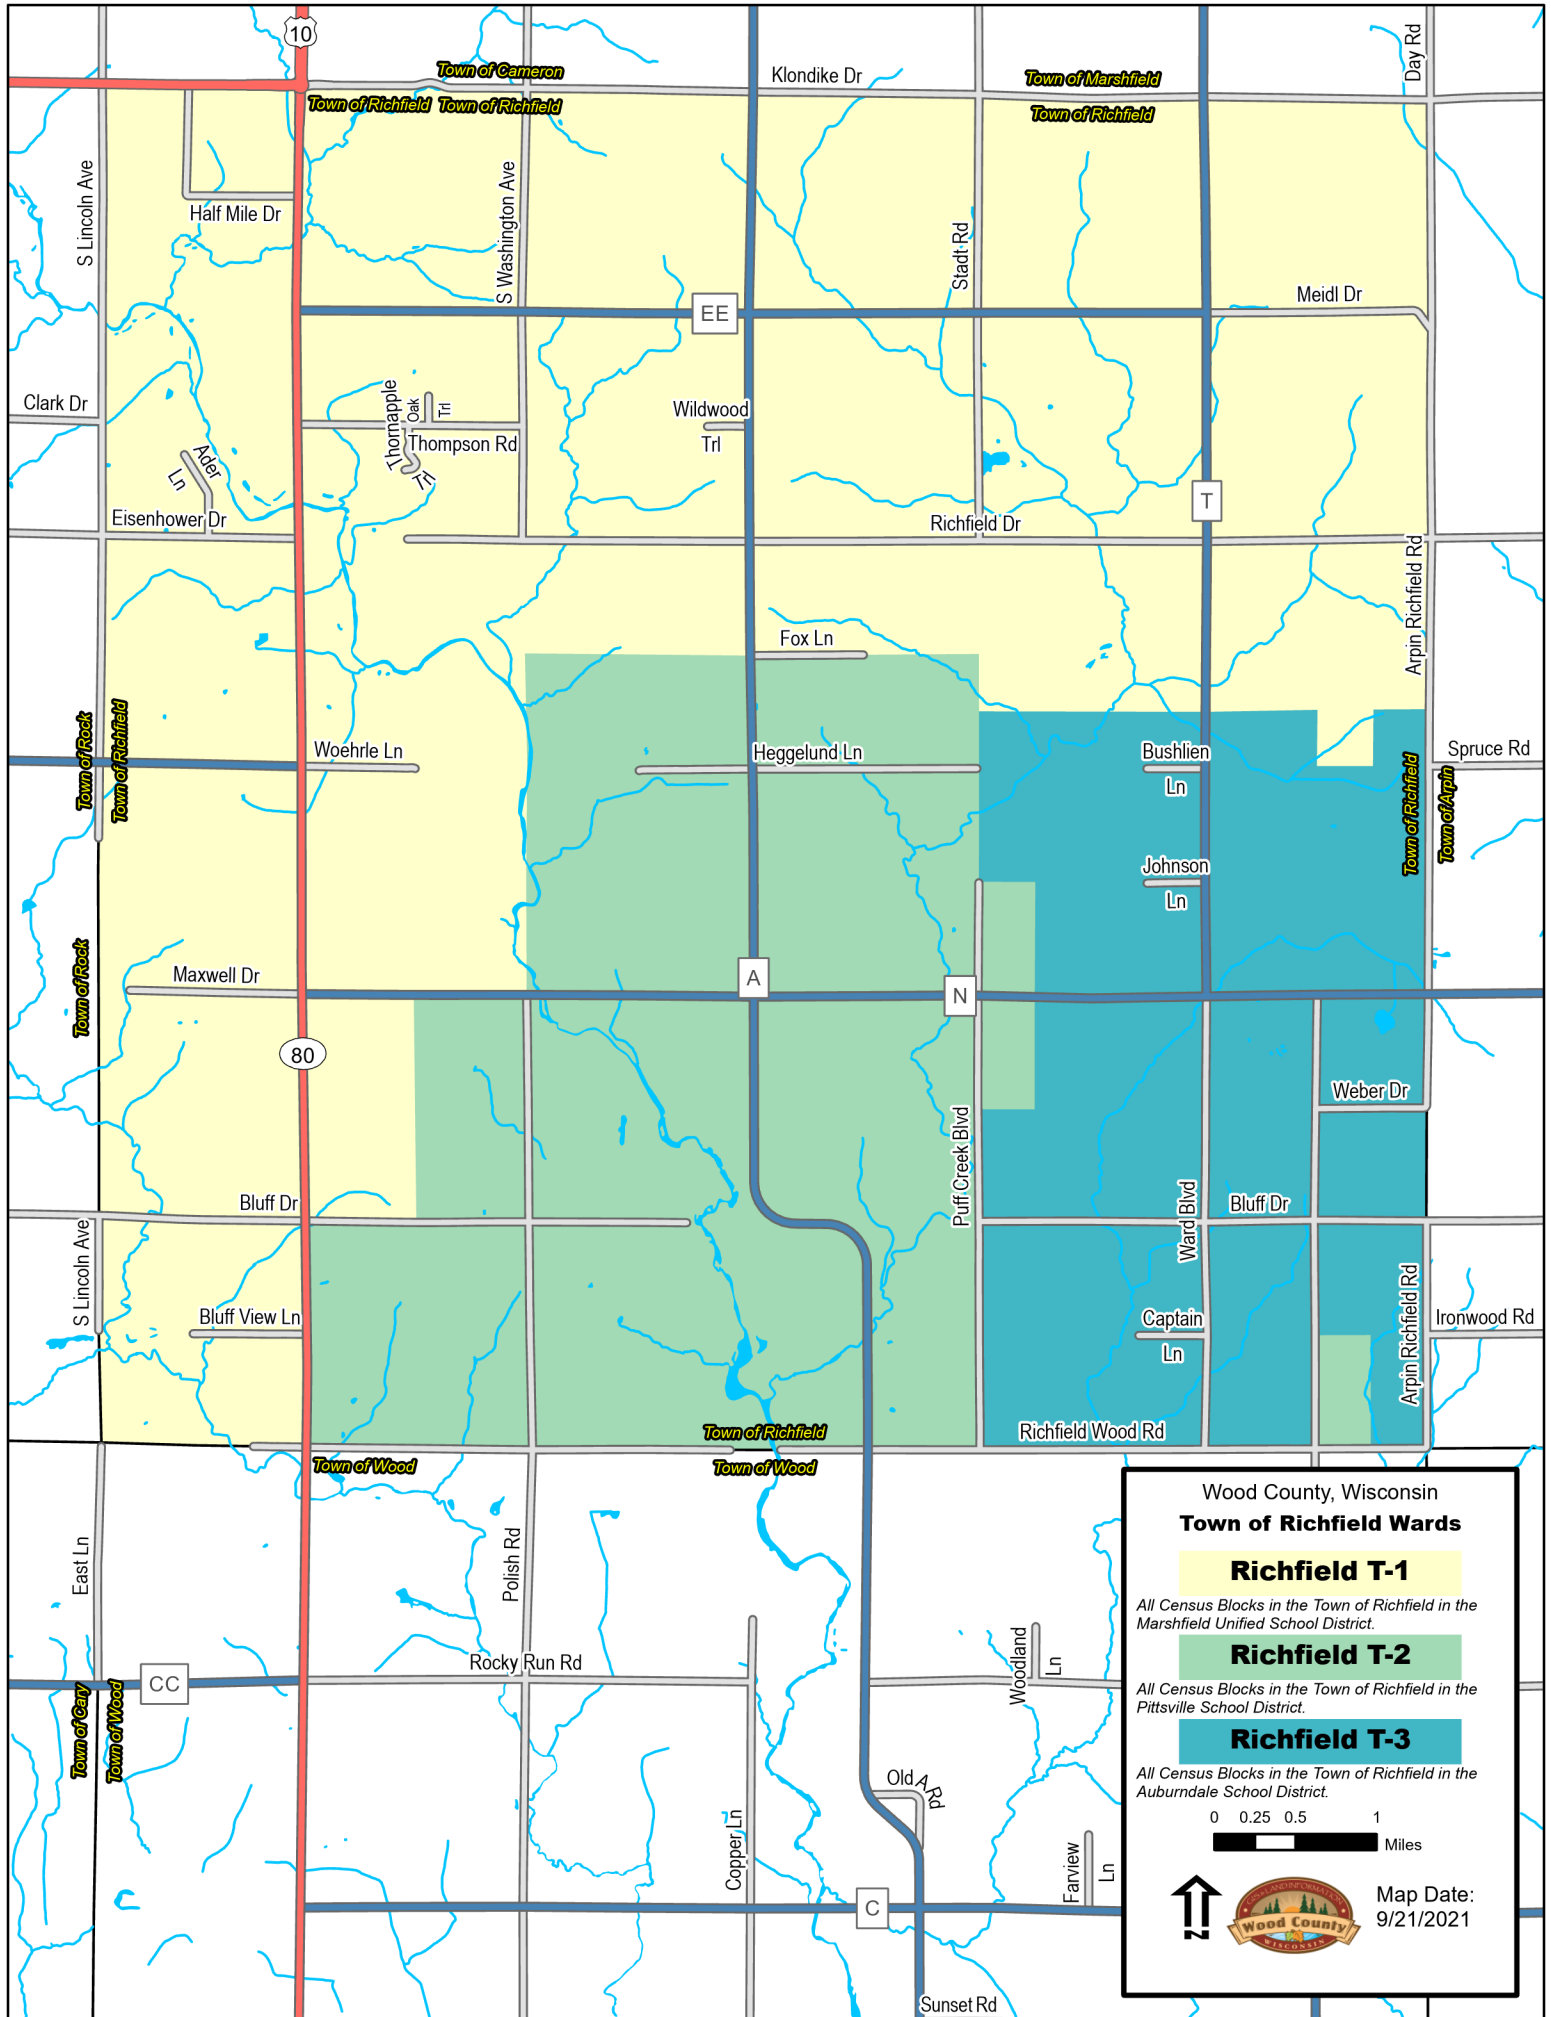 10
Day Rd
Town of Cameron
Klondike Dr
Town of Marshfield
Town of Richfield
Town of Richfield
Town of Richfield
S Lincoln Ave
Half Mile Dr
S Washington Ave
Stadt Rd
EE
Meidl Dr
Clark Dr
Thornapple
Trl
Oak
Trl
Thompson Rd
Wildwood
Trl
Ader
Ln
T
Eisenhower Dr
Richfield Dr
Arpin Richfield Rd
Fox Ln
Town of Rock
Town of Richfield
Woehrle Ln
Heggelund Ln
Bushlien
Ln
Spruce Rd
Town of Richfield
Town of Arpin
Johnson
Ln
Town of Rock
Maxwell Dr
A
N
80
Weber Dr
Puff Creek Blvd
Bluff Dr
Ward Blvd
Bluff Dr
S Lincoln Ave
Bluff View Ln
Captain
Ln
Arpin Richfield Rd
Ironwood Rd
Town of Richfield
Richfield Wood Rd
Town of Wood
Town of Wood
East Ln
Polish Rd
Rocky Run Rd
Woodland
Ln
CC
Town of Cary
Town of Wood
Old A Rd
Copper Ln
Farview
Ln
C
Sunset Rd
Wood County, Wisconsin
Town of Richfield Wards
Richfield T-1
All Census Blocks in the Town of Richfield in the
Marshfield Unified School District.
Richfield T-2
All Census Blocks in the Town of Richfield in the
Pittsville School District.
Richfield T-3
All Census Blocks in the Town of Richfield in the
Auburndale School District.
0 0.25 0.5 1
Miles
N
GIS & LAND INFORMATION
Wood County
WISCONSIN
Map Date:
9/21/2021